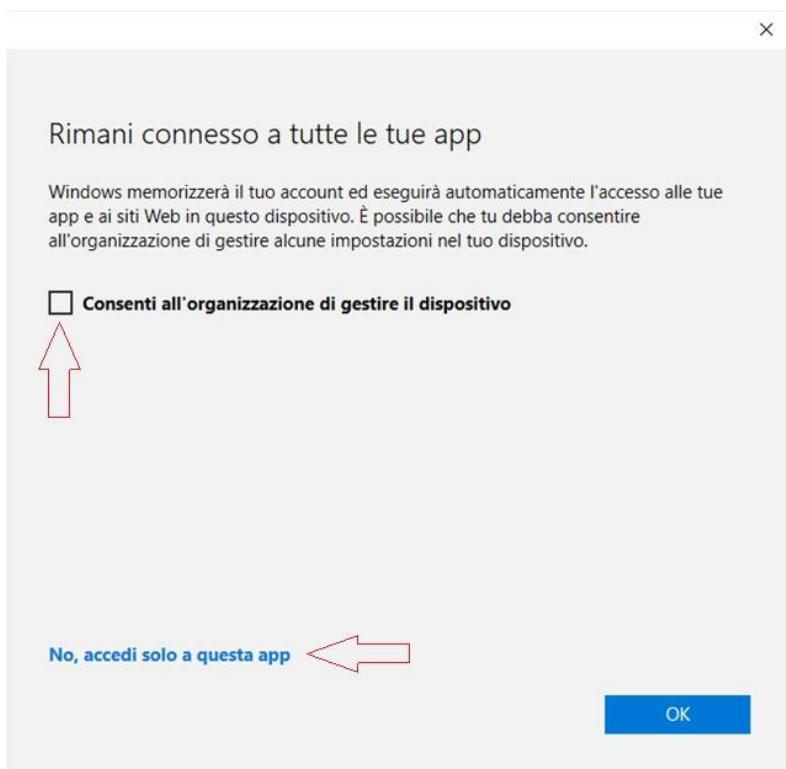 Rimani connesso a tutte le tue app
Windows memorizzerà il tuo account ed eseguirà automaticamente l'accesso alle tue
app e ai siti Web in questo dispositivo. È possibile che tu debba consentire
all'organizzazione di gestire alcune impostazioni nel tuo dispositivo.
Consenti all'organizzazione di gestire il dispositivo
No, accedi solo a questa app
OK